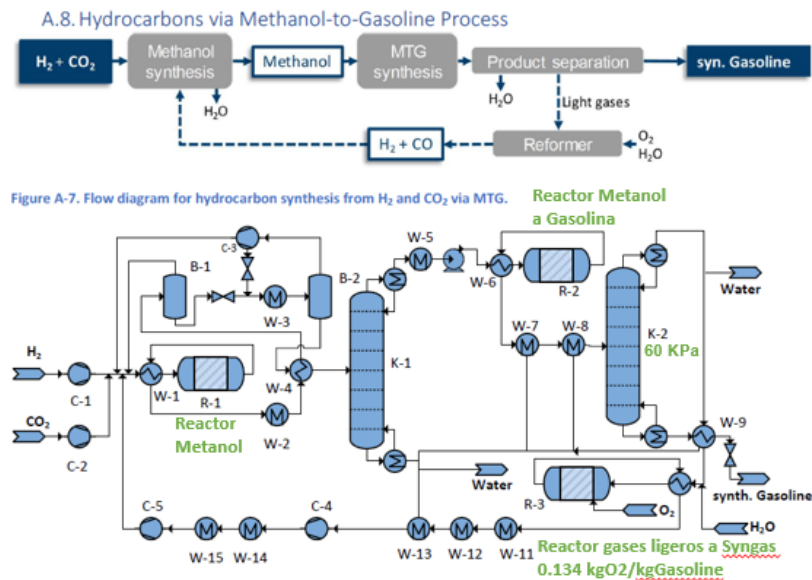 A.8. Hydrocarbons via Methanol-to-Gasoline Process
H₂ + CO₂
Methanol
synthesis
Methanol
MTG
synthesis
Product separation
syn. Gasoline
H₂O
H₂O
Light gases
H₂ + CO
Reformer
O₂
H₂O
Figure A-7. Flow diagram for hydrocarbon synthesis from H₂ and CO₂ via MTG.
Reactor Metanol
a Gasolina
C-3
B-1
B-2
W-5
W-6
R-2
Water
W-3
W-7
W-8
K-2
60 KPa
H₂
C-1
W-1
R-1
W-4
K-1
Reactor
Metanol
W-2
CO₂
C-2
W-9
Water
synth. Gasoline
R-3
O₂
H₂O
C-5
W-15
W-14
C-4
W-13
W-12
W-11
Reactor gases ligeros a Syngas
0.134 kgO2/kgGasoline